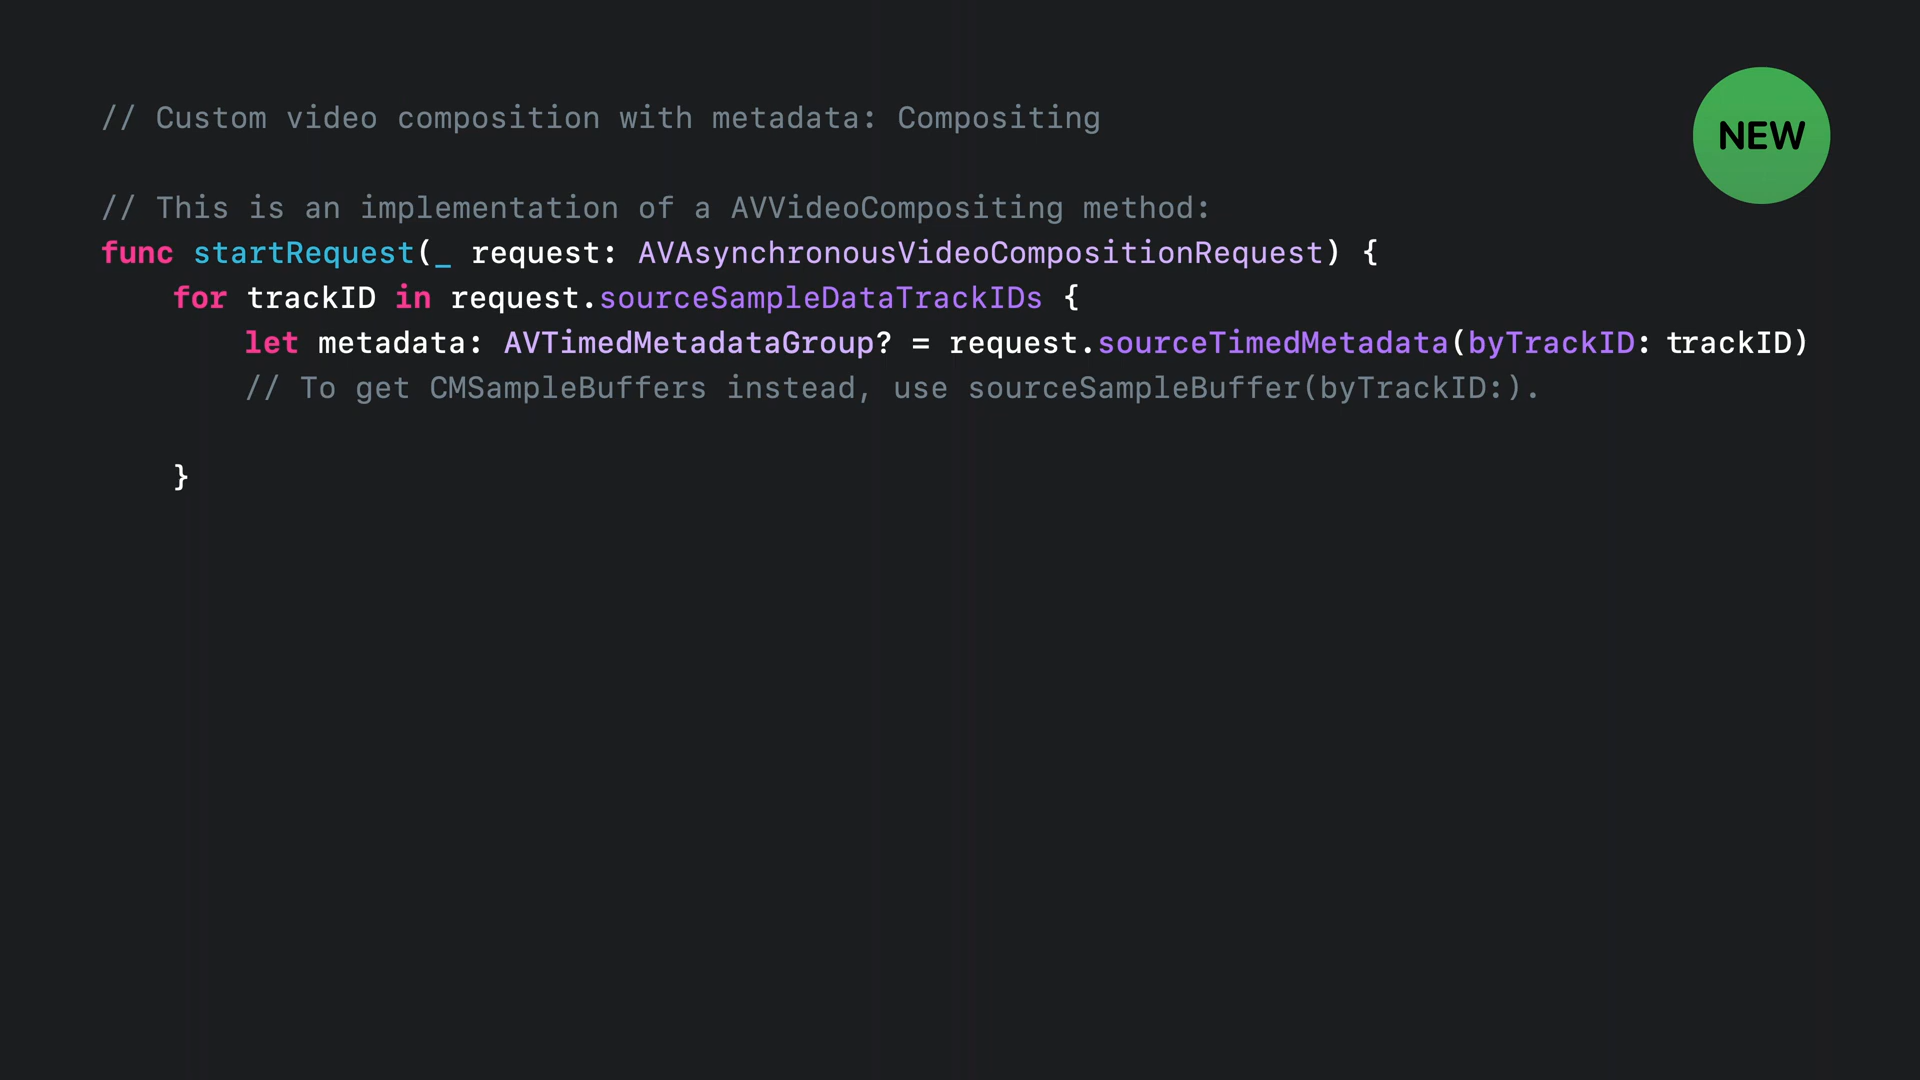 // Custom video composition with metadata: Compositing
NEW
// This is an implementation of a AVVideoCompositing method:
func startRequest(_ request: AVAsynchronousVideoCompositionRequest) {
    for trackID in request.sourceSampleDataTrackIDs {
        let metadata: AVTimedMetadataGroup? = request.sourceTimedMetadata(byTrackID: trackID)
        // To get CMSampleBuffers instead, use sourceSampleBuffer(byTrackID:).
    }